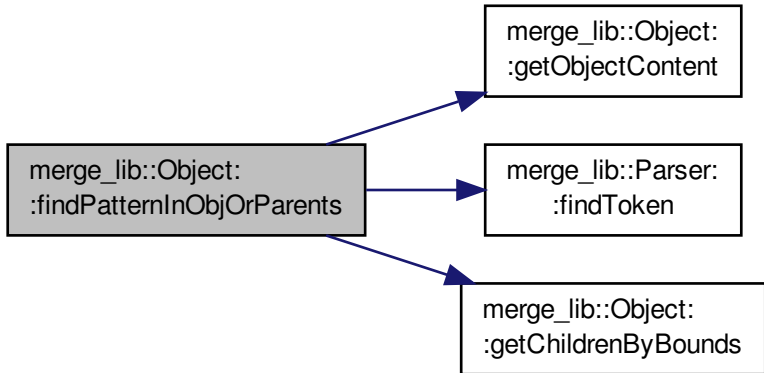 merge_lib::Object:
:getObjectContent
merge_lib::Object:
:findPatternInObjOrParents
merge_lib::Parser:
:findToken
merge_lib::Object:
:getChildrenByBounds